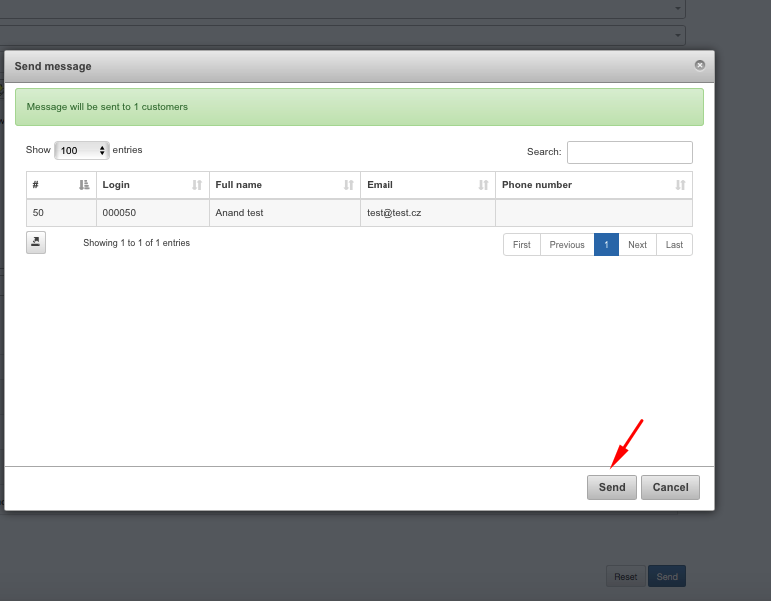 Send message
Message will be sent to 1 customers
Show 100 entries Search:
# Login Full name Email Phone number
50 000050 Anand test test@test.cz
Showing 1 to 1 of 1 entries First Previous 1 Next Last
Send Cancel
Reset Send